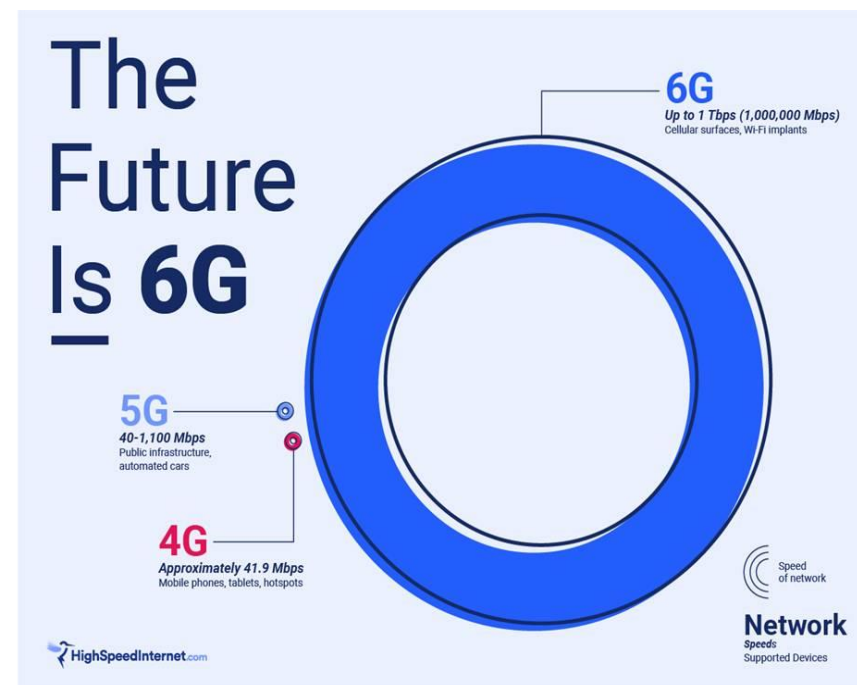 The
Future
Is 6G
6G
Up to 1 Tbps (1,000,000 Mbps)
Cellular surfaces, Wi-Fi implants
5G
40-1,100 Mbps
Public infrastructure,
automated cars
4G
Approximately 41.9 Mbps
Mobile phones, tablets, hotspots
Speed
of network
Network
Speeds
Supported Devices
HighSpeedInternet.com